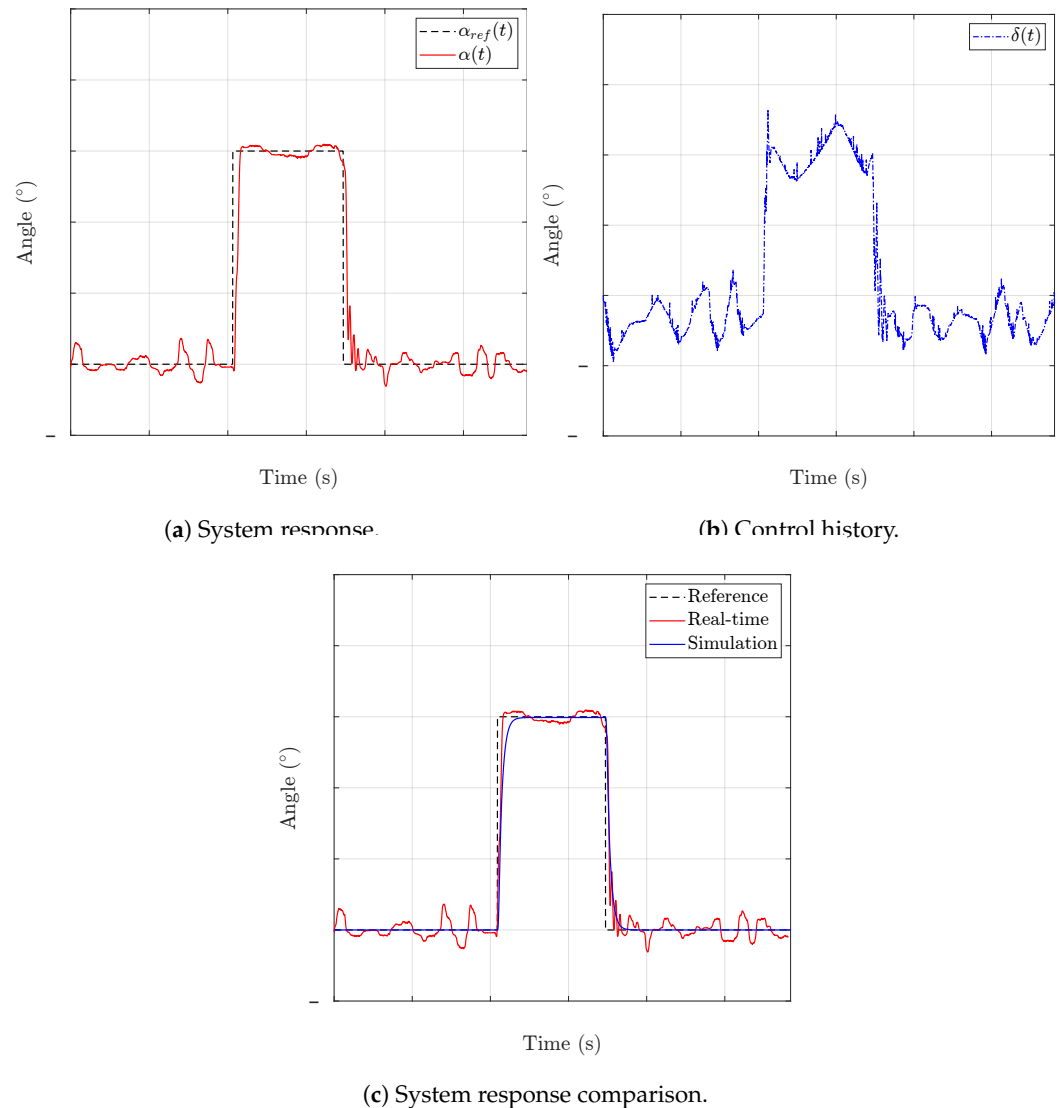 α_ref(t)
α(t)
Angle (°)
–
Time (s)
(a) System response.
δ(t)
Angle (°)
–
–
Time (s)
(b) Control history.
Reference
Real-time
Simulation
Angle (°)
–
Time (s)
(c) System response comparison.